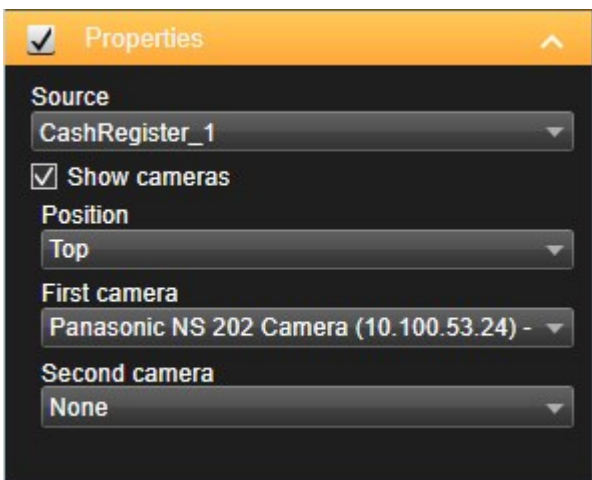 Properties
Source
CashRegister_1
Show cameras
Position
Top
First camera
Panasonic NS 202 Camera (10.100.53.24) -
Second camera
None